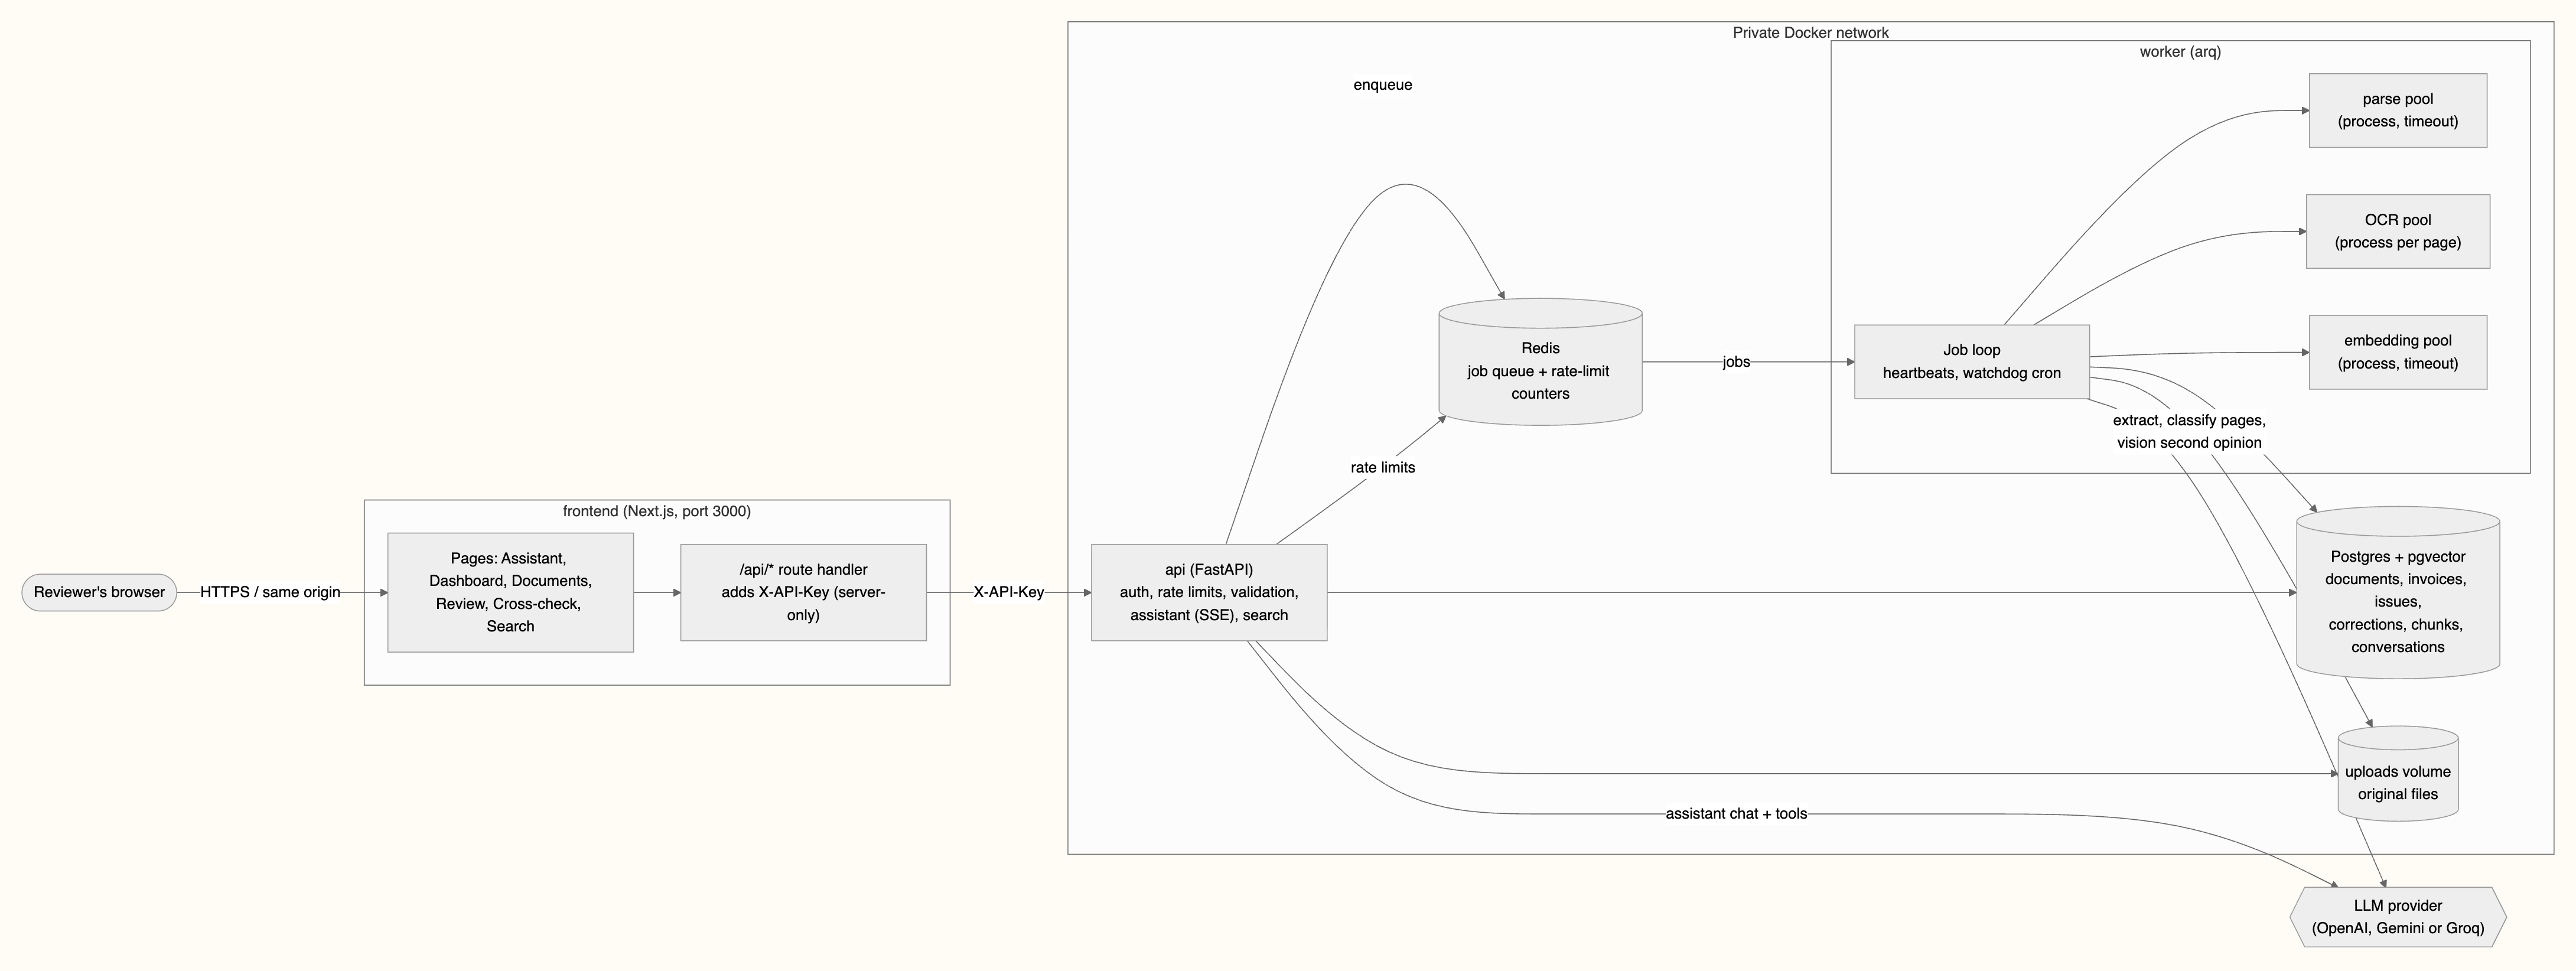 Private Docker network
worker (arq)
enqueue
parse pool
(process, timeout)
OCR pool
(process per page)
embedding pool
(process, timeout)
Redis
job queue + rate-limit
counters
jobs
Job loop
heartbeats, watchdog cron
extract, classify pages,
vision second opinion
rate limits
frontend (Next.js, port 3000)
Reviewer's browser
HTTPS / same origin
Pages: Assistant,
Dashboard, Documents,
Review, Cross-check,
Search
/api/* route handler
adds X-API-Key (server-
only)
X-API-Key
api (FastAPI)
auth, rate limits, validation,
assistant (SSE), search
Postgres + pgvector
documents, invoices,
issues,
corrections, chunks,
conversations
uploads volume
original files
assistant chat + tools
LLM provider
(OpenAI, Gemini or Groq)